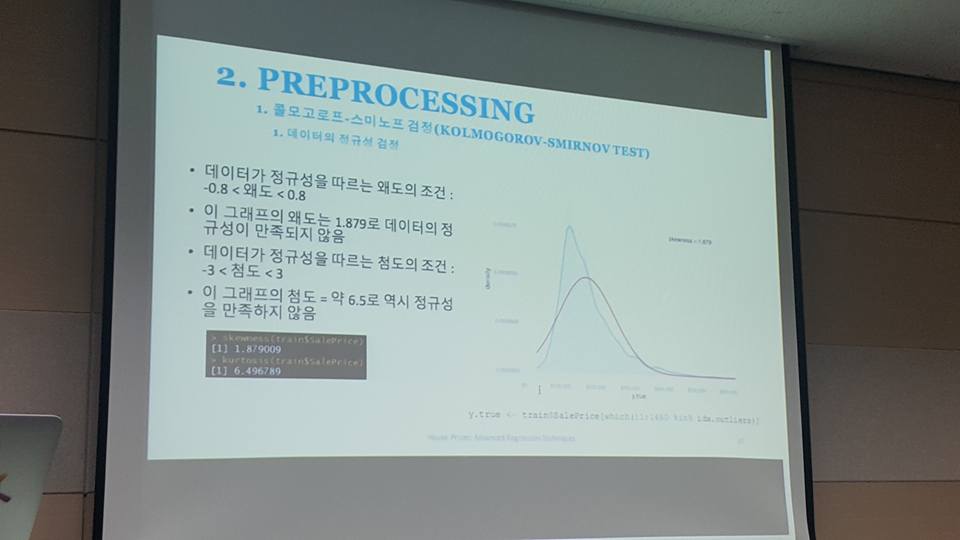 2. PREPROCESSING
1. 콜모고로프-스미노프 검정(KOLMOGOROV-SMIRNOV TEST)
1. 데이터의 정규성 검정
• 데이터가 정규성을 따르는 왜도의 조건 :
-0.8 < 왜도 < 0.8
• 이 그래프의 왜도는 1.879로 데이터의 정
규성이 만족되지 않음
• 데이터가 정규성을 따르는 첨도의 조건 :
-3 < 첨도 < 3
• 이 그래프의 첨도 = 약 6.5로 역시 정규성
을 만족하지 않음
> skewness(train$SalePrice)
[1] 1.879009
> kurtosis(train$SalePrice)
[1] 6.496789
skewness = 1.879
density
y.true
y.true <- train$SalePrice[which(!1:1460 %in% idx.outliers)]
House Prices: Advanced Regression Techniques